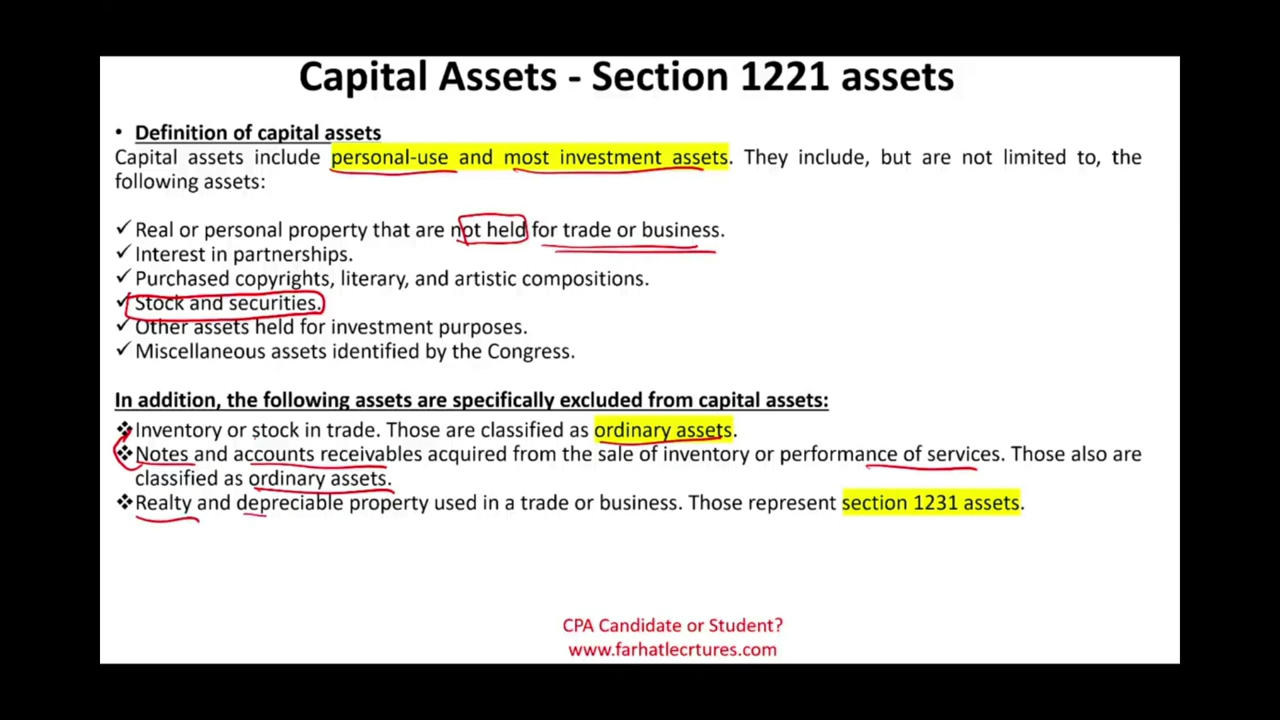 Capital Assets - Section 1221 assets
• Definition of capital assets
Capital assets include personal-use and most investment assets. They include, but are not limited to, the
following assets:
✓Real or personal property that are not held for trade or business.
✓Interest in partnerships.
✓Purchased copyrights, literary, and artistic compositions.
✓Stock and securities.
✓Other assets held for investment purposes.
✓Miscellaneous assets identified by the Congress.
In addition, the following assets are specifically excluded from capital assets:
❖Inventory or stock in trade. Those are classified as ordinary assets.
❖Notes and accounts receivables acquired from the sale of inventory or performance of services. Those also are
classified as ordinary assets.
❖Realty and depreciable property used in a trade or business. Those represent section 1231 assets.
CPA Candidate or Student?
www.farhatlecrtures.com